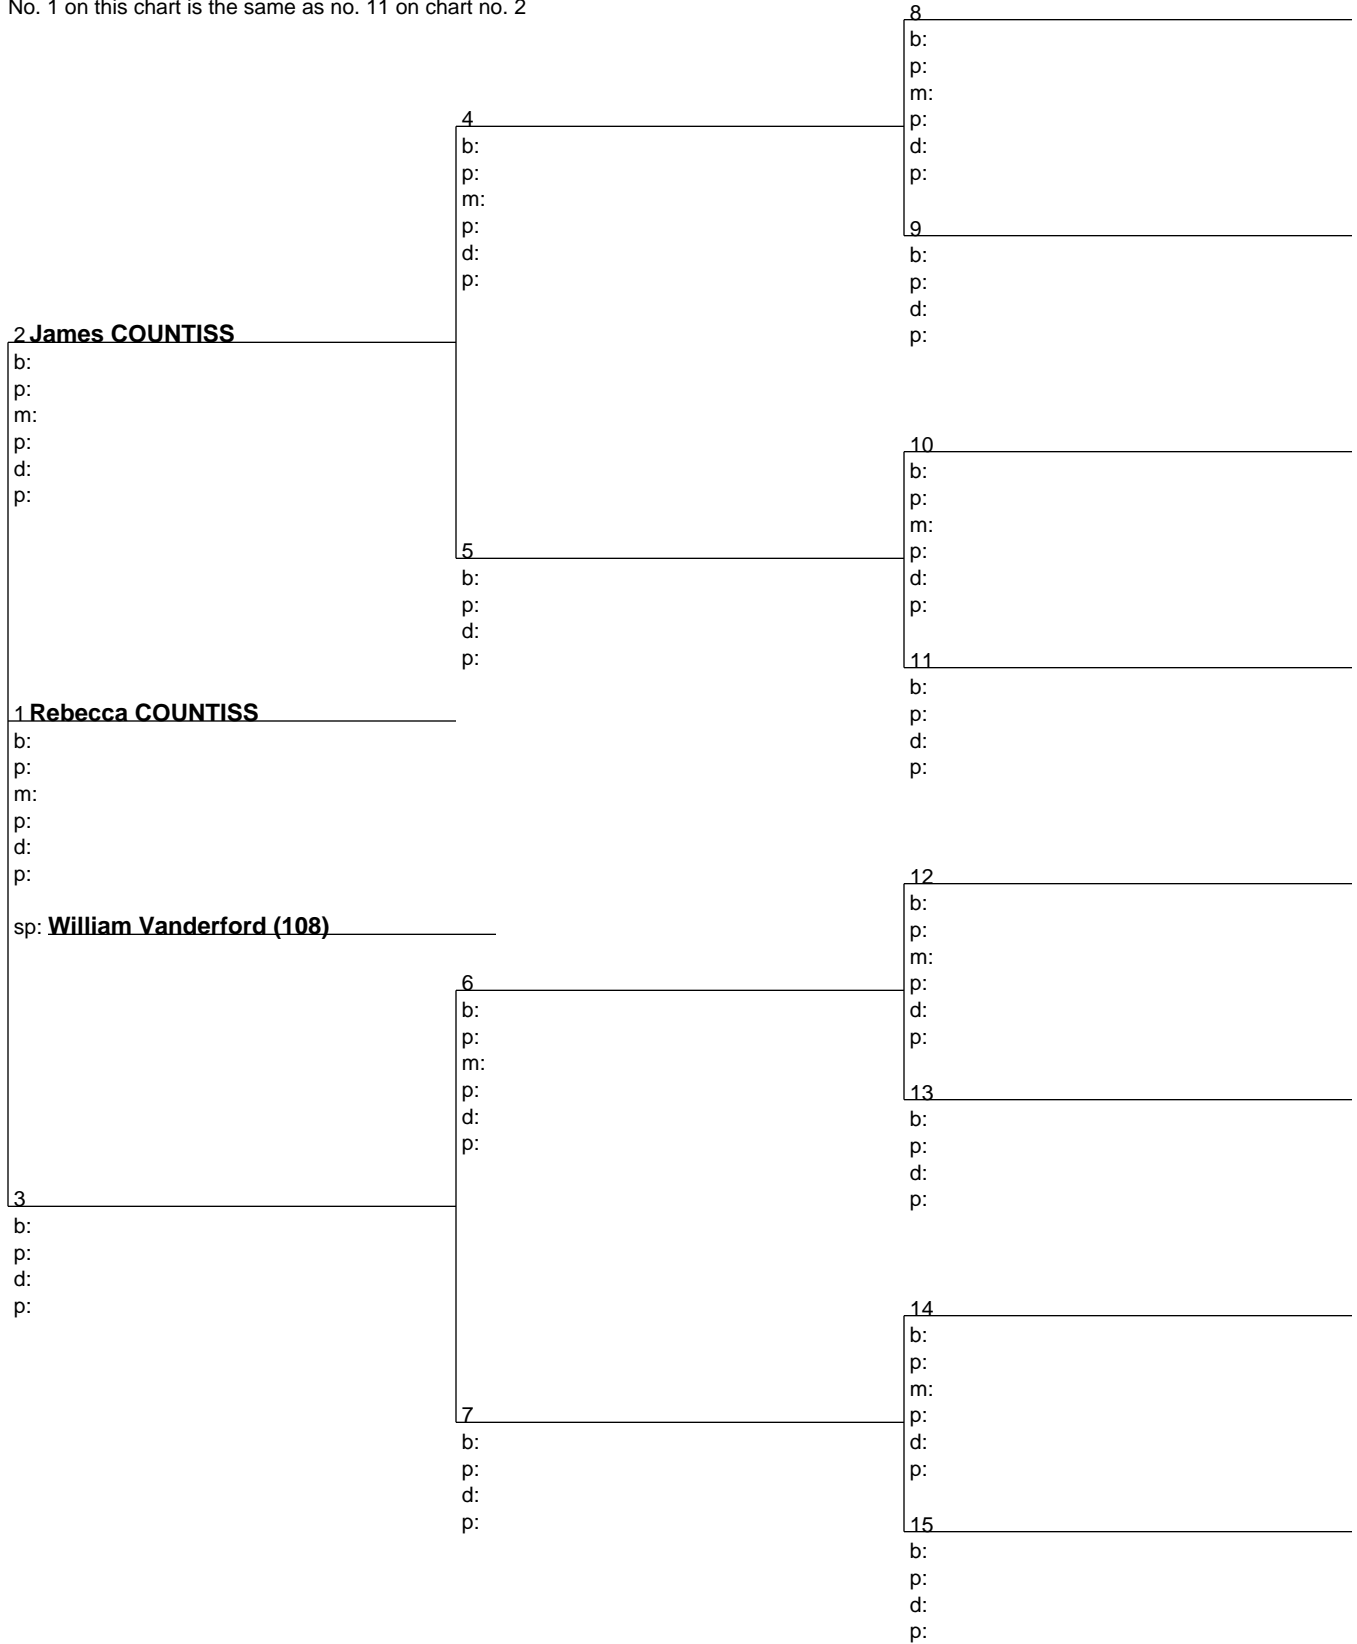 No. 1 on this chart is the same as no. 11 on chart no. 2
8
b:
p:
m:
p:
d:
p:
4
b:
p:
m:
p:
d:
p:
9
b:
p:
d:
p:
2 James COUNTISS
b:
p:
m:
p:
d:
p:
10
b:
p:
m:
p:
d:
p:
5
b:
p:
d:
p:
11
b:
p:
d:
p:
1 Rebecca COUNTISS
b:
p:
m:
p:
d:
p:
sp: William Vanderford (108)
12
b:
p:
m:
p:
d:
p:
6
b:
p:
m:
p:
d:
p:
13
b:
p:
d:
p:
3
b:
p:
d:
p:
14
b:
p:
m:
p:
d:
p:
7
b:
p:
d:
p:
15
b:
p:
d:
p: